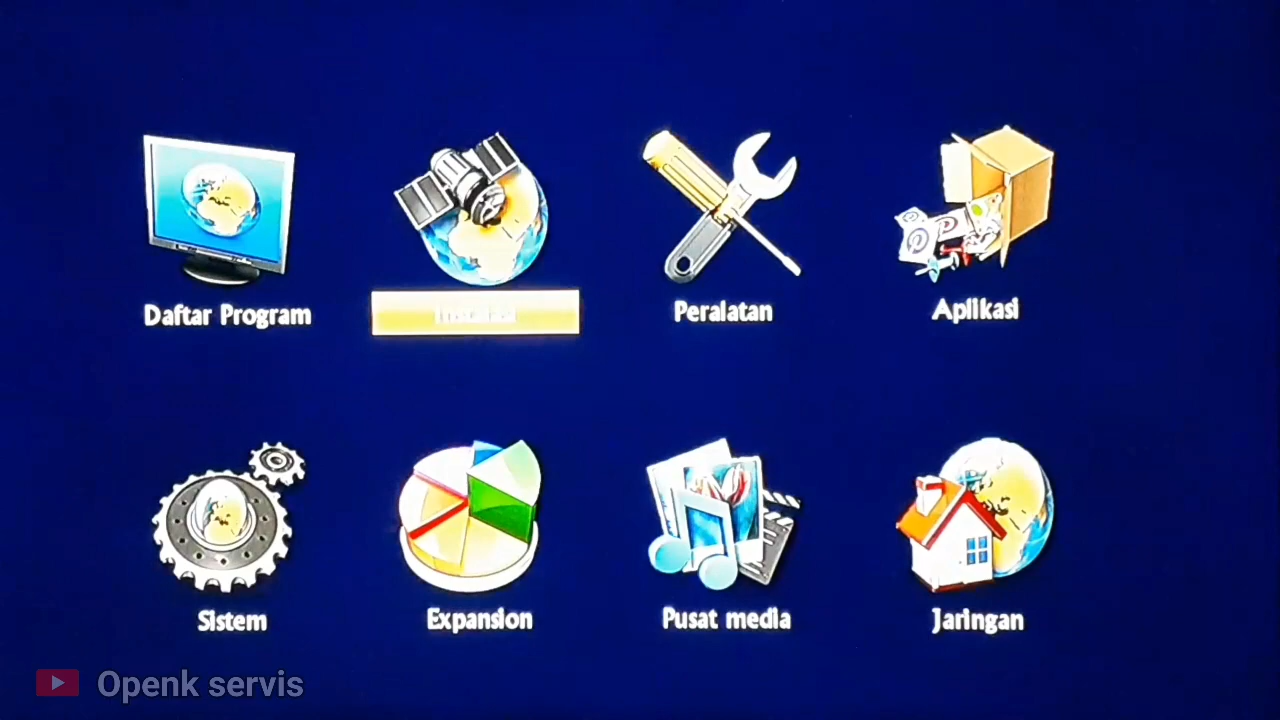 Daftar Program
Peralatan
Aplikasi
Sistem
Expansion
Pusat media
Jaringan
Openk servis